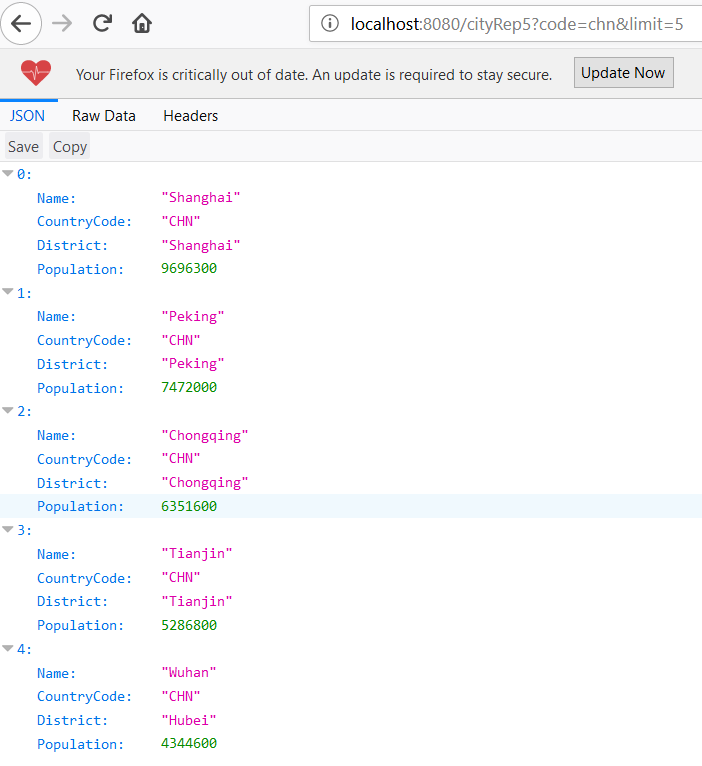 localhost:8080/cityRep5?code=chn&limit=5
Your Firefox is critically out of date. An update is required to stay secure. Update Now
JSON Raw Data Headers
Save Copy
0:
Name: "Shanghai"
CountryCode: "CHN"
District: "Shanghai"
Population: 9696300
1:
Name: "Peking"
CountryCode: "CHN"
District: "Peking"
Population: 7472000
2:
Name: "Chongqing"
CountryCode: "CHN"
District: "Chongqing"
Population: 6351600
3:
Name: "Tianjin"
CountryCode: "CHN"
District: "Tianjin"
Population: 5286800
4:
Name: "Wuhan"
CountryCode: "CHN"
District: "Hubei"
Population: 4344600